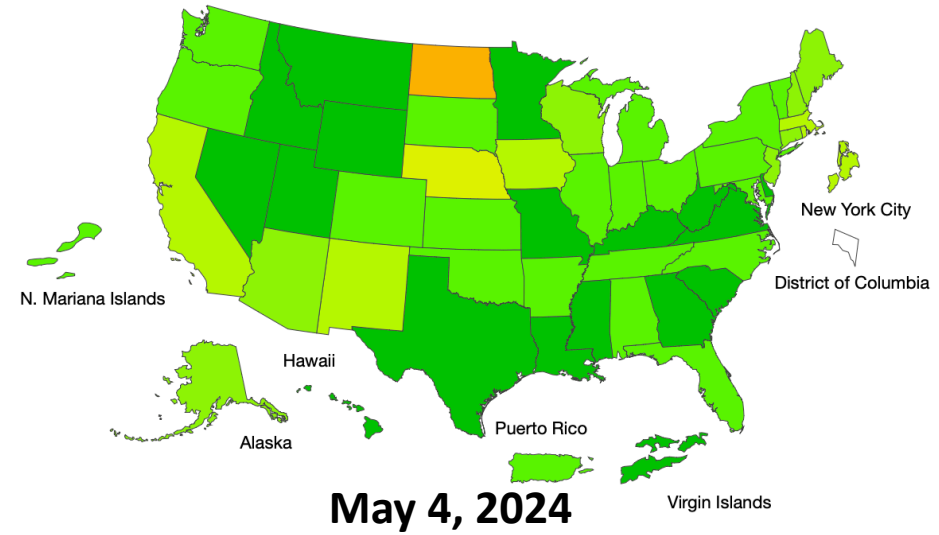 New York City
District of Columbia
N. Mariana Islands
Hawaii
Alaska
Puerto Rico
Virgin Islands
May 4, 2024